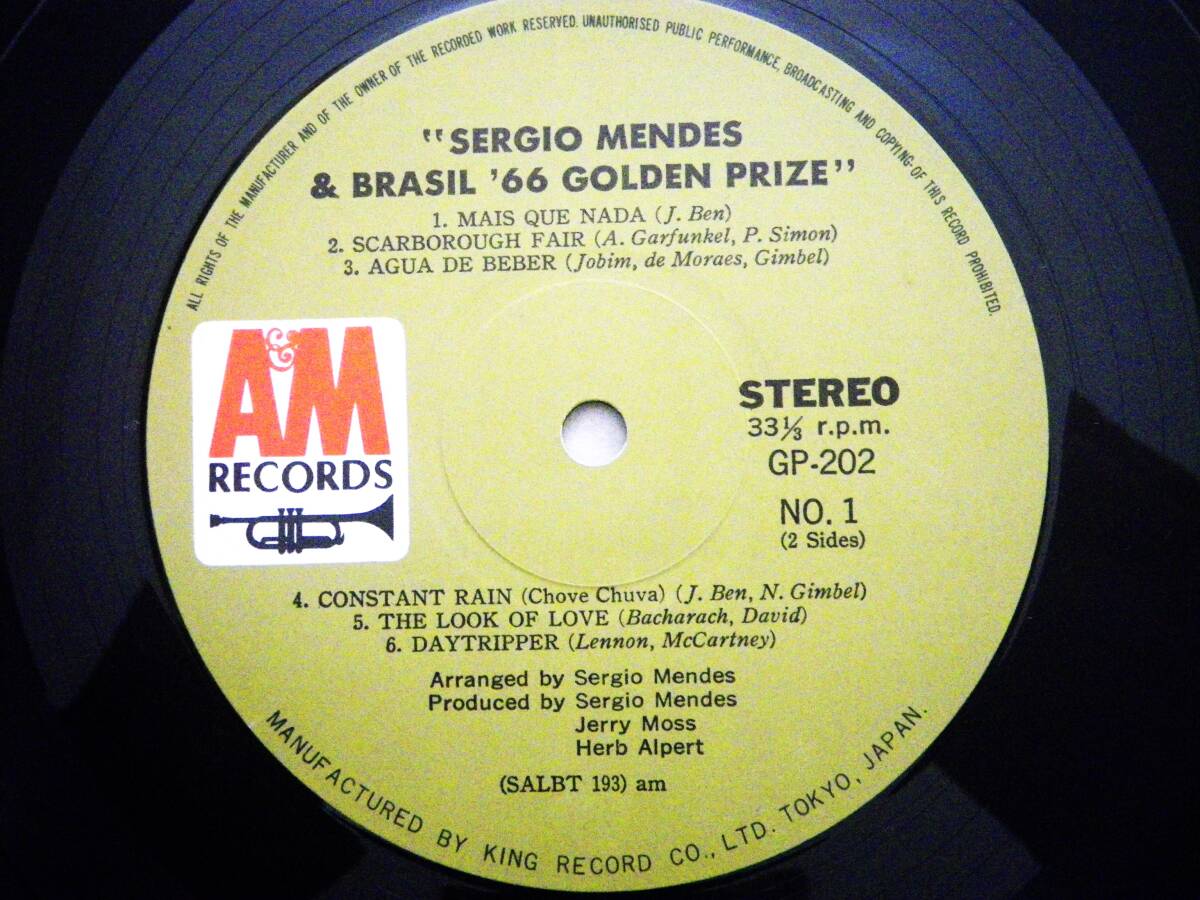 ALL RIGHTS OF THE MANUFACTURER AND OF THE OWNER OF THE RECORDED WORK RESERVED. UNAUTHORISED PUBLIC PERFORMANCE, BROADCASTING AND COPYING OF THIS RECORD PROHIBITED.
"SERGIO MENDES
& BRASIL '66 GOLDEN PRIZE"
1. MAIS QUE NADA (J. Ben)
2. SCARBOROUGH FAIR (A. Garfunkel, P. Simon)
3. AGUA DE BEBER (Jobim, de Moraes, Gimbel)
A&M
RECORDS
STEREO
33⅓ r.p.m.
GP-202
NO. 1
(2 Sides)
4. CONSTANT RAIN (Chove Chuva) (J. Ben, N. Gimbel)
5. THE LOOK OF LOVE (Bacharach, David)
6. DAYTRIPPER (Lennon, McCartney)
Arranged by Sergio Mendes
Produced by Sergio Mendes
Jerry Moss
Herb Alpert
(SALBT 193) am
MANUFACTURED BY KING RECORD CO., LTD. TOKYO, JAPAN.